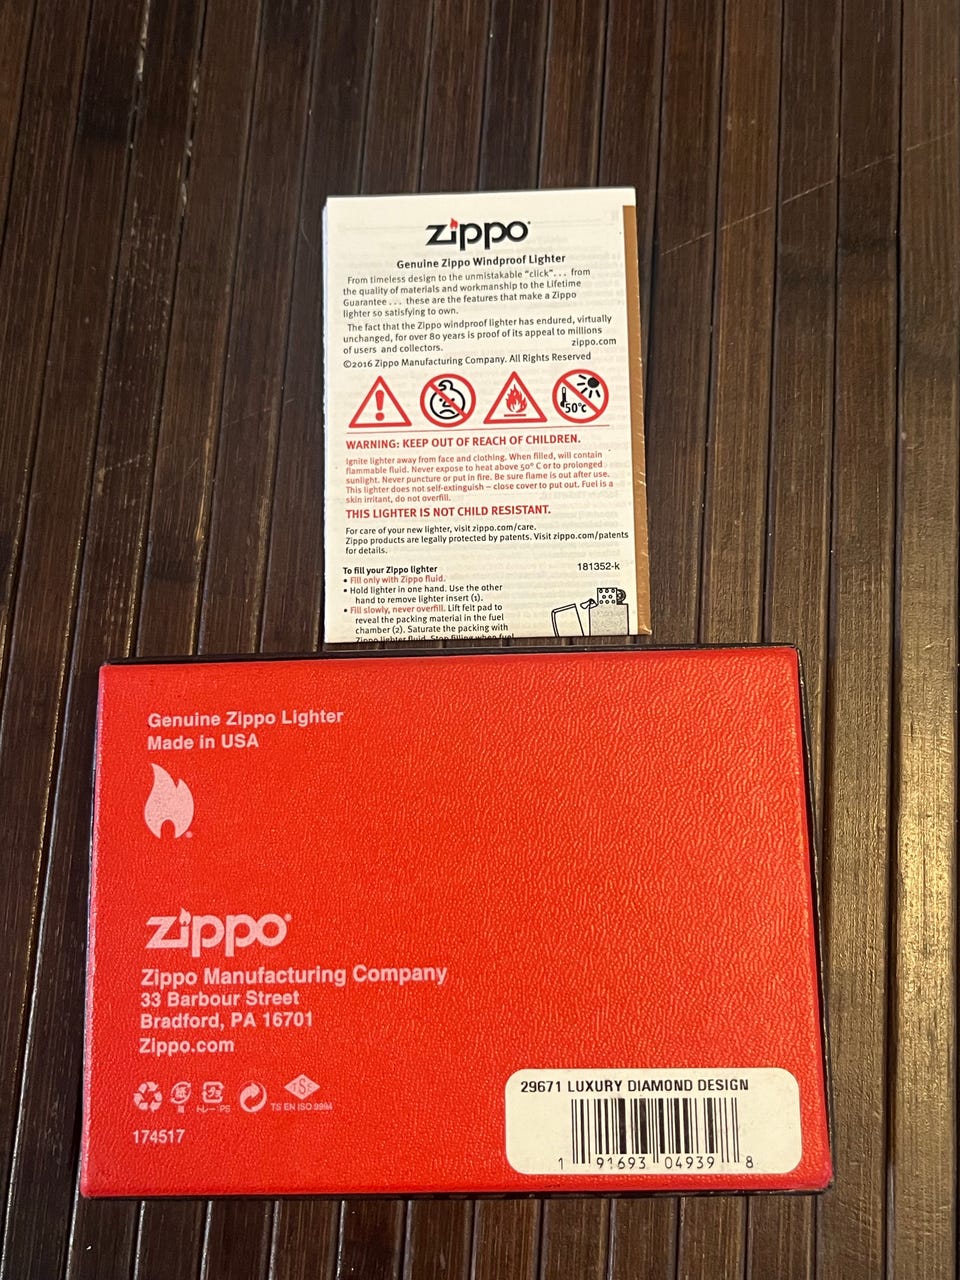 Zippo
Genuine Zippo Windproof Lighter
From timeless design to the unmistakable "click"... from
the quality of materials and workmanship to the Lifetime
Guarantee... these are the features that make a Zippo
lighter so satisfying to own.
The fact that the Zippo windproof lighter has endured, virtually
unchanged, for over 80 years is proof of its appeal to millions
of users and collectors.
zippo.com
©2016 Zippo Manufacturing Company. All Rights Reserved
50°C
WARNING: KEEP OUT OF REACH OF CHILDREN.
Ignite lighter away from face and clothing. When filled, will contain
flammable fluid. Never expose to heat above 50° C or to prolonged
sunlight. Never puncture or put in fire. Be sure flame is out after use.
This lighter does not self-extinguish – close cover to put out. Fuel is a
skin irritant, do not overfill.
THIS LIGHTER IS NOT CHILD RESISTANT.
For care of your new lighter, visit zippo.com/care.
Zippo products are legally protected by patents. Visit zippo.com/patents
for details.
To fill your Zippo lighter
181352-k
• Fill only with Zippo fluid.
• Hold lighter in one hand. Use the other
hand to remove lighter insert (1).
• Fill slowly, never overfill. Lift felt pad to
reveal the packing material in the fuel
chamber (2). Saturate the packing with
Zippo lighter fluid. Stop filling when fuel
Genuine Zippo Lighter
Made in USA
zippo
Zippo Manufacturing Company
33 Barbour Street
Bradford, PA 16701
Zippo.com
TSE
TS EN ISO 9994
トレー:PS
174517
29671 LUXURY DIAMOND DESIGN
1 91693 04939 8